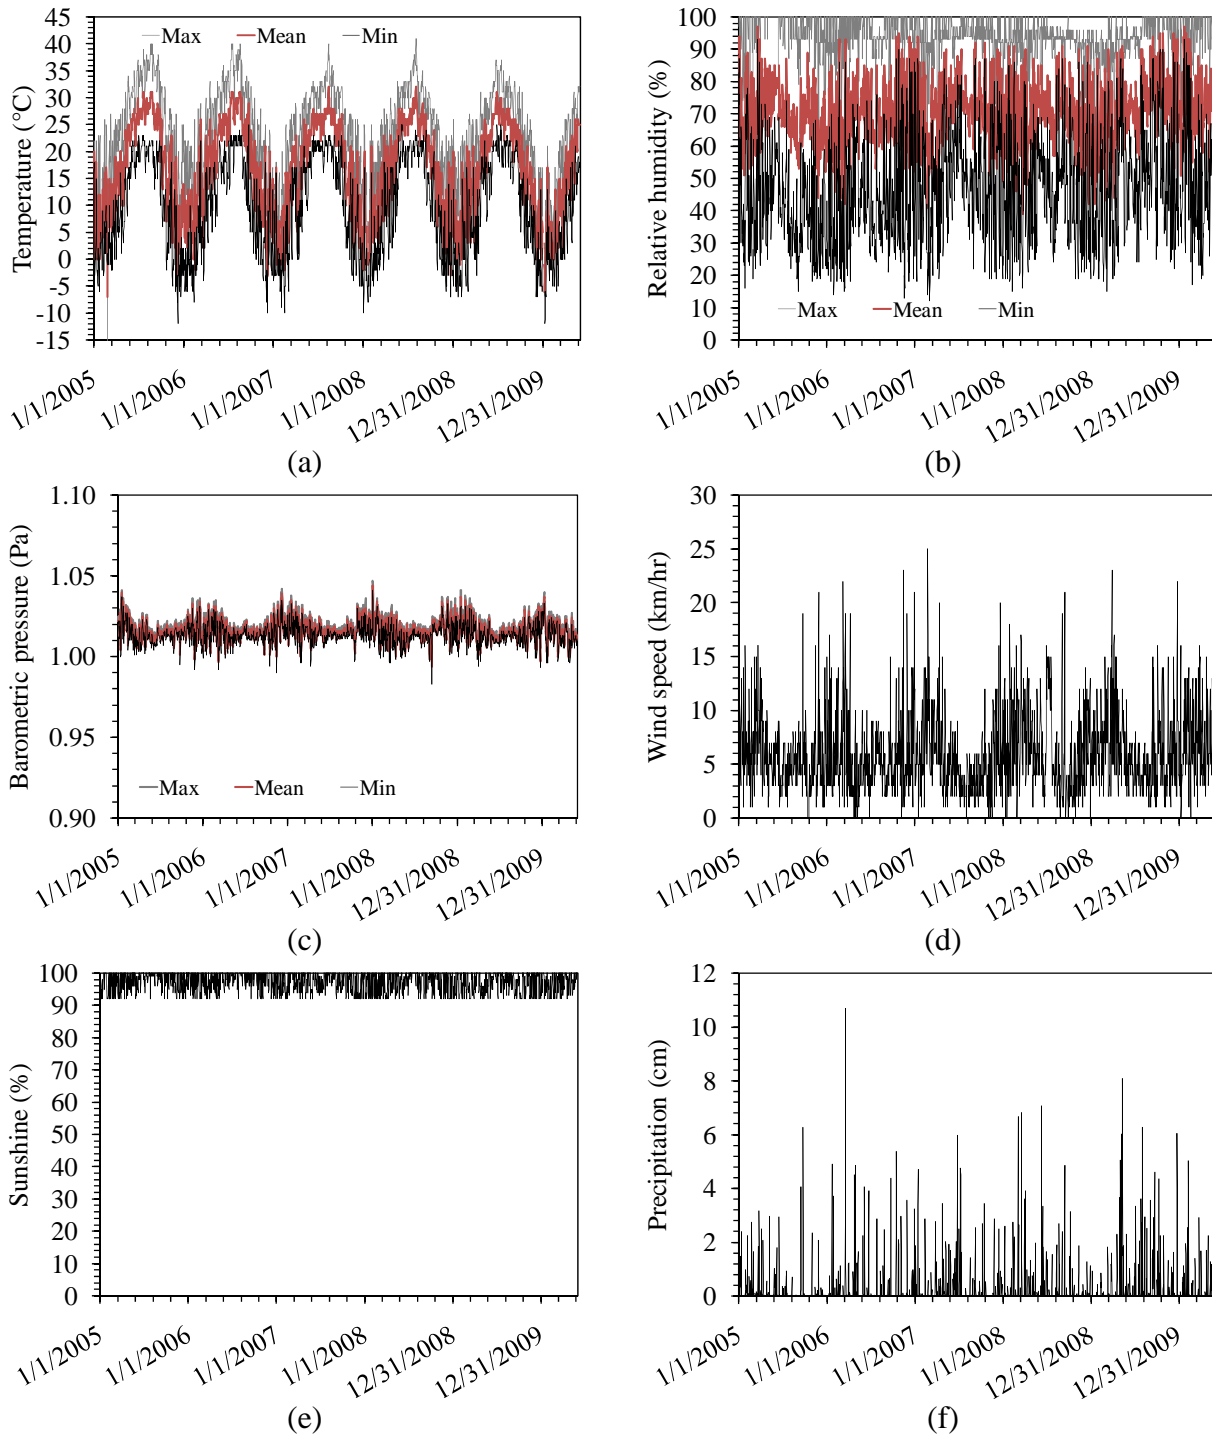 Temperature (°C)
45
40
35
30
25
20
15
10
5
0
-5
-10
-15
Max Mean Min
1/1/2005 1/1/2006 1/1/2007 1/1/2008 12/31/2008 12/31/2009
(a)
Relative humidity (%)
100
90
80
70
60
50
40
30
20
10
0
Max Mean Min
1/1/2005 1/1/2006 1/1/2007 1/1/2008 12/31/2008 12/31/2009
(b)
Barometric pressure (Pa)
1.10
1.05
1.00
0.95
0.90
Max Mean Min
1/1/2005 1/1/2006 1/1/2007 1/1/2008 12/31/2008 12/31/2009
(c)
Wind speed (km/hr)
30
25
20
15
10
5
0
1/1/2005 1/1/2006 1/1/2007 1/1/2008 12/31/2008 12/31/2009
(d)
Sunshine (%)
100
90
80
70
60
50
40
30
20
10
0
1/1/2005 1/1/2006 1/1/2007 1/1/2008 12/31/2008 12/31/2009
(e)
Precipitation (cm)
12
10
8
6
4
2
0
1/1/2005 1/1/2006 1/1/2007 1/1/2008 12/31/2008 12/31/2009
(f)